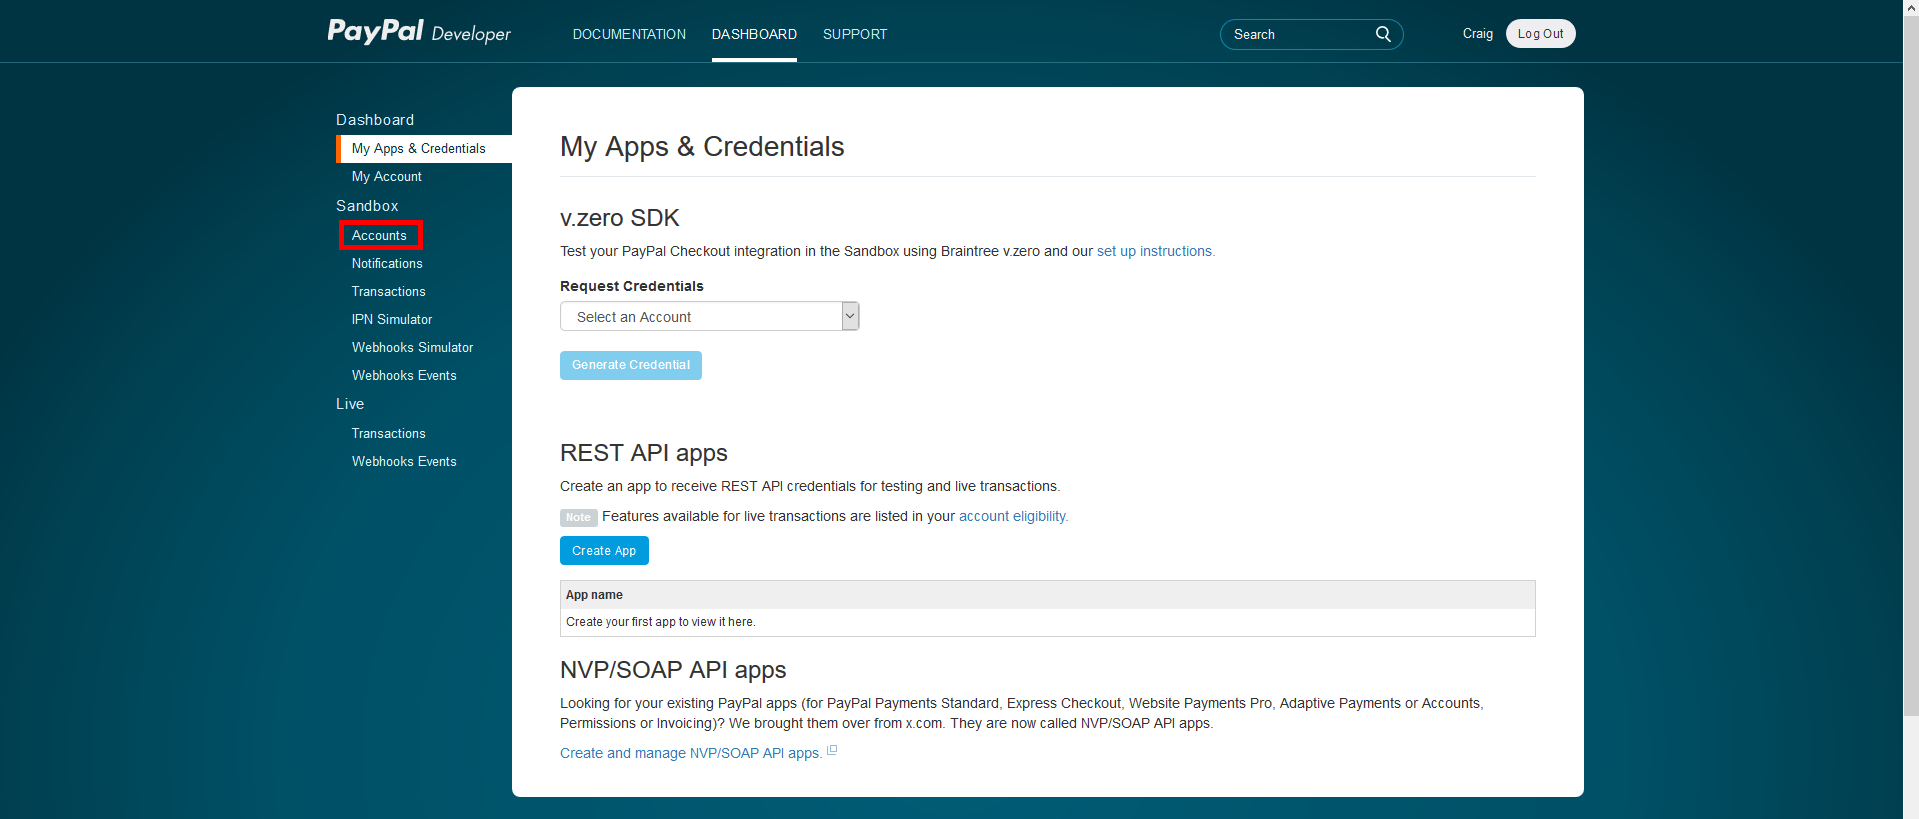 PayPal Developer
DOCUMENTATION
DASHBOARD
SUPPORT
Search
Craig
Log Out
Dashboard
My Apps & Credentials
My Account
Sandbox
Accounts
Notifications
Transactions
IPN Simulator
Webhooks Simulator
Webhooks Events
Live
Transactions
Webhooks Events
My Apps & Credentials
v.zero SDK
Test your PayPal Checkout integration in the Sandbox using Braintree v.zero and our set up instructions.
Request Credentials
Select an Account
Generate Credential
REST API apps
Create an app to receive REST API credentials for testing and live transactions.
Note Features available for live transactions are listed in your account eligibility.
Create App
App name
Create your first app to view it here.
NVP/SOAP API apps
Looking for your existing PayPal apps (for PayPal Payments Standard, Express Checkout, Website Payments Pro, Adaptive Payments or Accounts,
Permissions or Invoicing)? We brought them over from x.com. They are now called NVP/SOAP API apps.
Create and manage NVP/SOAP API apps.